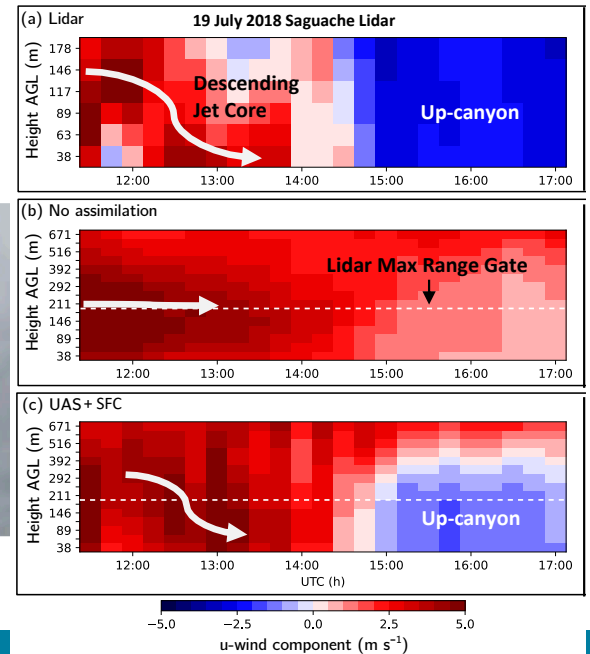 (a) Lidar
19 July 2018 Saguache Lidar
Height AGL (m)
178
146
117
89
63
38
Descending
Jet Core
Up-canyon
12:00 13:00 14:00 15:00 16:00 17:00
(b) No assimilation
Height AGL (m)
671
516
392
292
211
146
89
38
Lidar Max Range Gate
12:00 13:00 14:00 15:00 16:00 17:00
(c) UAS + SFC
Height AGL (m)
671
516
392
292
211
146
89
38
Up-canyon
12:00 13:00 14:00 15:00 16:00 17:00
UTC (h)
−5.0 −2.5 0.0 2.5 5.0
u-wind component (m s⁻¹)